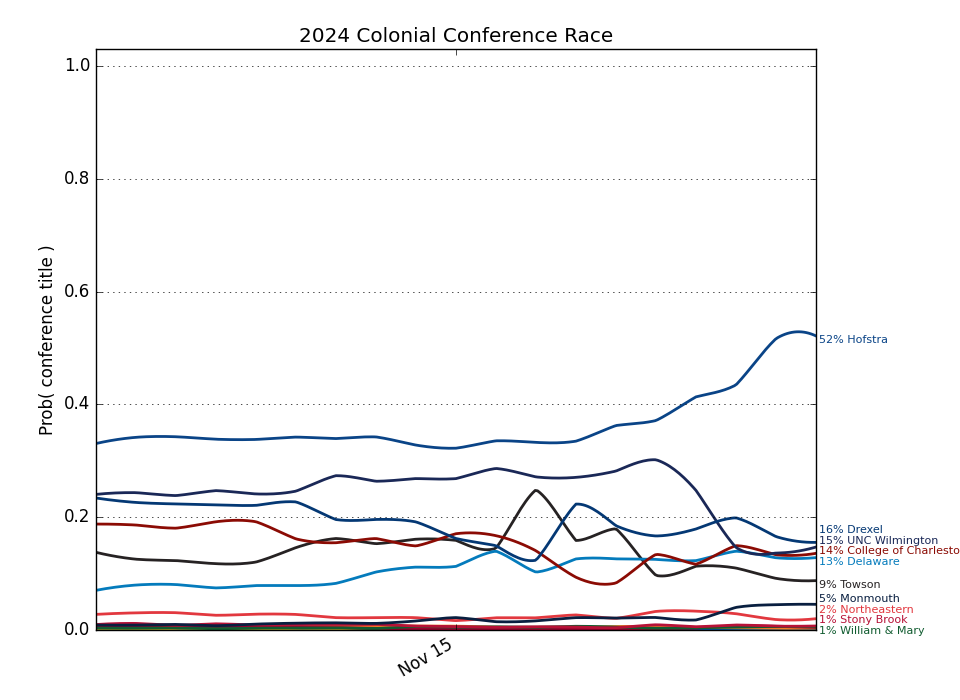 2024 Colonial Conference Race
1.0
0.8
0.6
0.4
0.2
0.0
Prob( conference title )
Nov 15
52% Hofstra
16% Drexel
15% UNC Wilmington
14% College of Charlesto
13% Delaware
9% Towson
5% Monmouth
2% Northeastern
1% Stony Brook
1% William & Mary